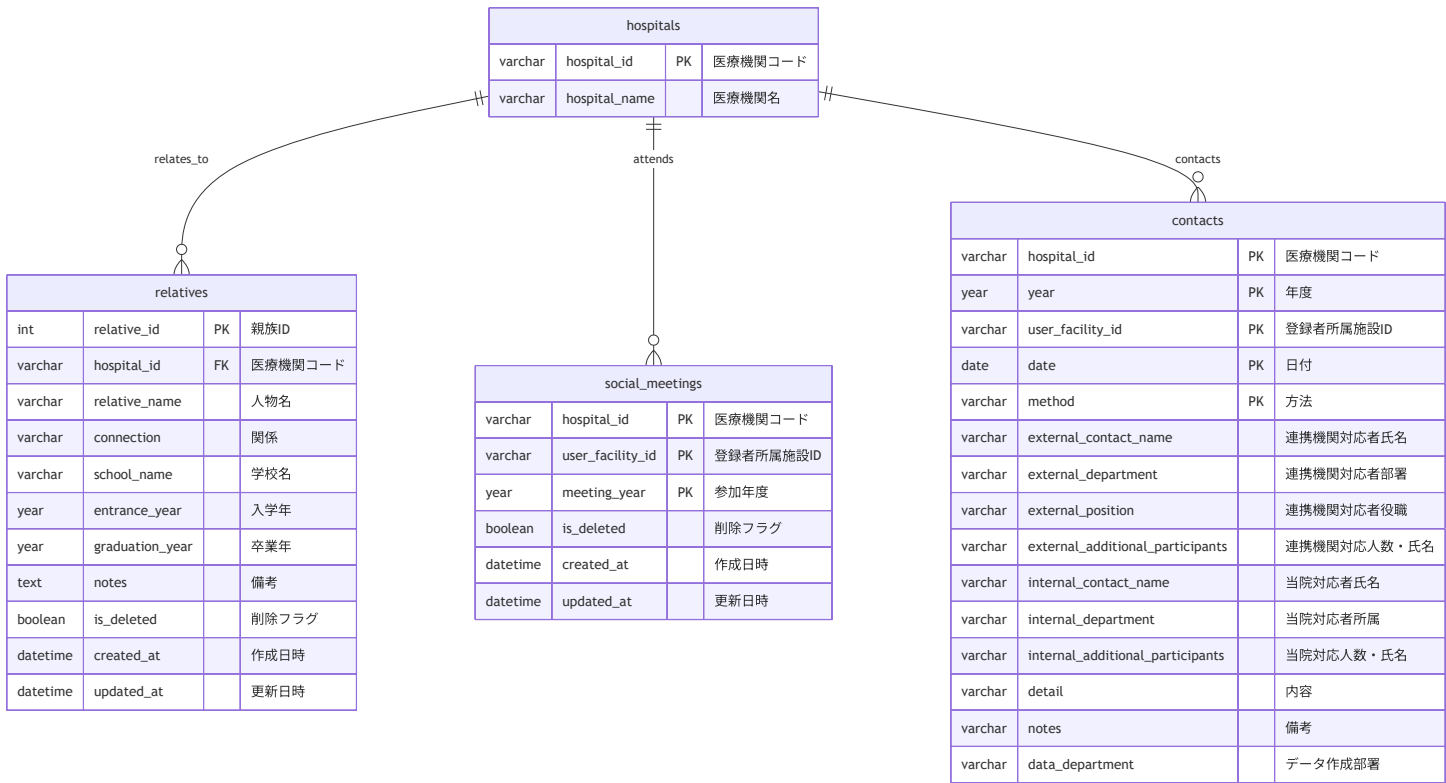 hospitals
varchar hospital_id PK 医療機関コード
varchar hospital_name 医療機関名
relates_to
attends
contacts
relatives
int relative_id PK 親族ID
varchar hospital_id FK 医療機関コード
varchar relative_name 人物名
varchar connection 関係
varchar school_name 学校名
year entrance_year 入学年
year graduation_year 卒業年
text notes 備考
boolean is_deleted 削除フラグ
datetime created_at 作成日時
datetime updated_at 更新日時
social_meetings
varchar hospital_id PK 医療機関コード
varchar user_facility_id PK 登録者所属施設ID
year meeting_year PK 参加年度
boolean is_deleted 削除フラグ
datetime created_at 作成日時
datetime updated_at 更新日時
contacts
varchar hospital_id PK 医療機関コード
year year PK 年度
varchar user_facility_id PK 登録者所属施設ID
date date PK 日付
varchar method PK 方法
varchar external_contact_name 連携機関対応者氏名
varchar external_department 連携機関対応者部署
varchar external_position 連携機関対応者役職
varchar external_additional_participants 連携機関対応人数・氏名
varchar internal_contact_name 当院対応者氏名
varchar internal_department 当院対応者所属
varchar internal_additional_participants 当院対応人数・氏名
varchar detail 内容
varchar notes 備考
varchar data_department データ作成部署